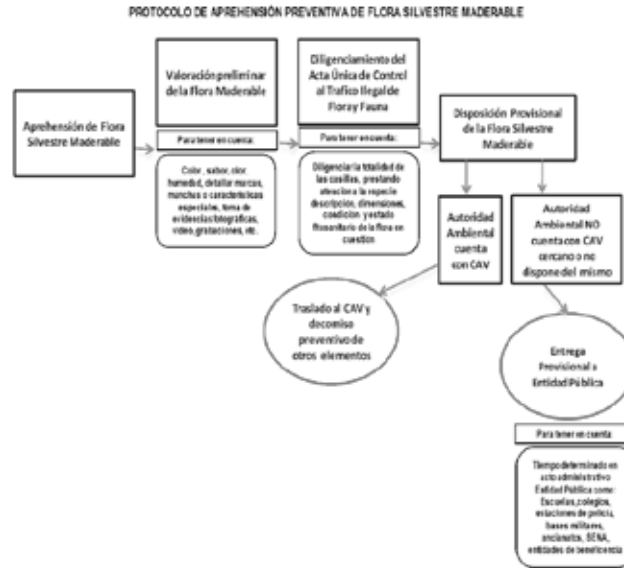 PROTOCOLO DE APREHENSIÓN PREVENTIVA DE FLORA SILVESTRE MADERABLE
Aprehensión de Flora
Silvestre Maderable
Valoración preliminar
de la Flora Maderable
Para tener en cuenta:
Color, sabor, olor,
humedad, detallar marcas,
manchas o características
especiales, toma de
evidencias fotográficas,
video, grabaciones, etc.
Diligenciamiento del
Acta Única de Control
al Trafico Ilegal de
Flora y Fauna
Para tener en cuenta:
Diligenciar la totalidad de
las casillas, prestando
atención a la especie
descripción, dimensiones,
condición y estado
fitosanitario de la flora en
cuestión
Disposición Provisional
de la Flora Silvestre
Maderable
Autoridad
Ambiental
cuenta
con CAV
Autoridad
Ambiental NO
cuenta con CAV
cercano o no
dispone del mismo
Traslado al CAV y
decomiso
preventivo de
otros elementos
Entrega
Provisional a
Entidad Pública
Para tener en cuenta:
Tiempo determinado en
acto administrativo
Entidad Pública como:
Escuelas, colegios,
estaciones de policía,
bases militares,
ancianatos, SENA,
entidades de beneficencia